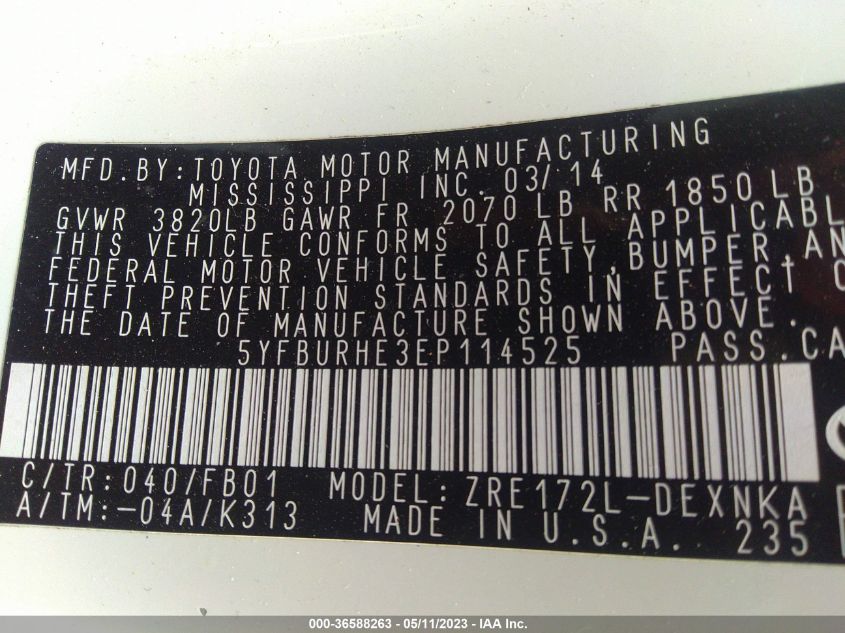 MFD.BY:TOYOTA MOTOR MANUFACTURING
MISSISSIPPI INC. 03/14
GVWR 3820LB GAWR FR 2070 LB RR 1850 LB
THIS VEHICLE CONFORMS TO ALL APPLICABL
FEDERAL MOTOR VEHICLE SAFETY,BUMPER,AN
THEFT PREVENTION STANDARDS IN EFFECT O
THE DATE OF MANUFACTURE SHOWN ABOVE.
5YFBURHE3EP114525 PASS.CA
C/TR:040/FB01 MODEL:ZRE172L-DEXNKA
A/TM:-04A/K313 MADE IN U.S.A. 235
000-36588263 - 05/11/2023 - IAA Inc.